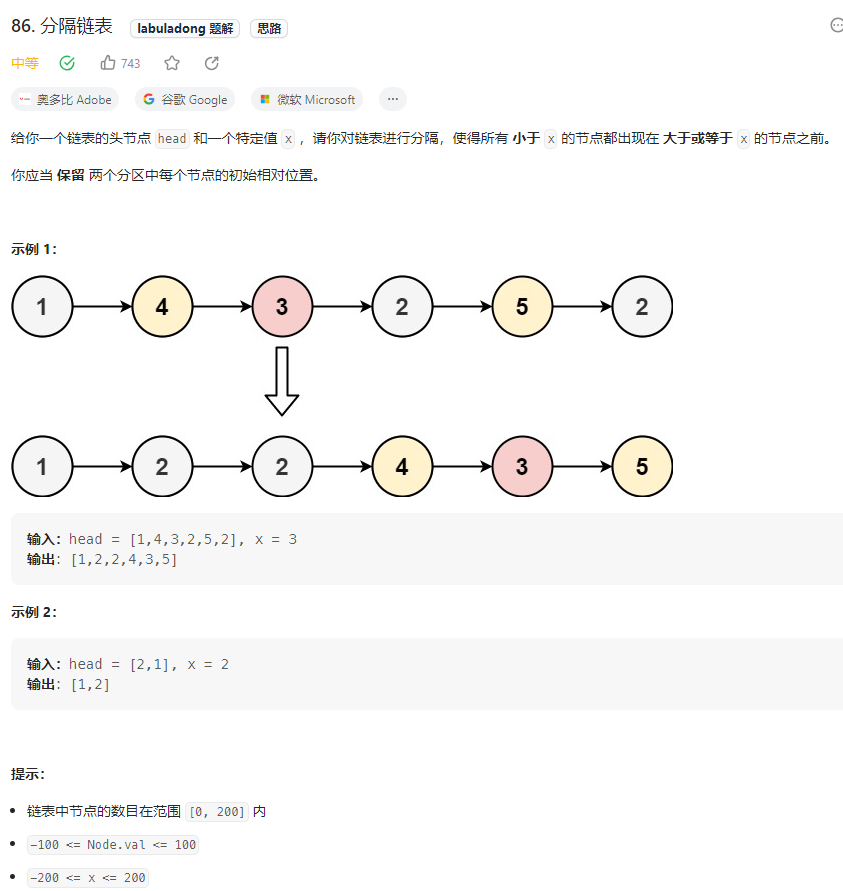 86. 分隔链表 labuladong 题解 思路
中等 743
奥多比 Adobe 谷歌 Google 微软 Microsoft ...
给你一个链表的头节点 head 和一个特定值 x ，请你对链表进行分隔，使得所有 小于 x 的节点都出现在 大于或等于 x 的节点之前。
你应当 保留 两个分区中每个节点的初始相对位置。
示例 1：
1 4 3 2 5 2
1 2 2 4 3 5
输入：head = [1,4,3,2,5,2], x = 3
输出：[1,2,2,4,3,5]
示例 2：
输入：head = [2,1], x = 2
输出：[1,2]
提示：
链表中节点的数目在范围 [0, 200] 内
-100 <= Node.val <= 100
-200 <= x <= 200